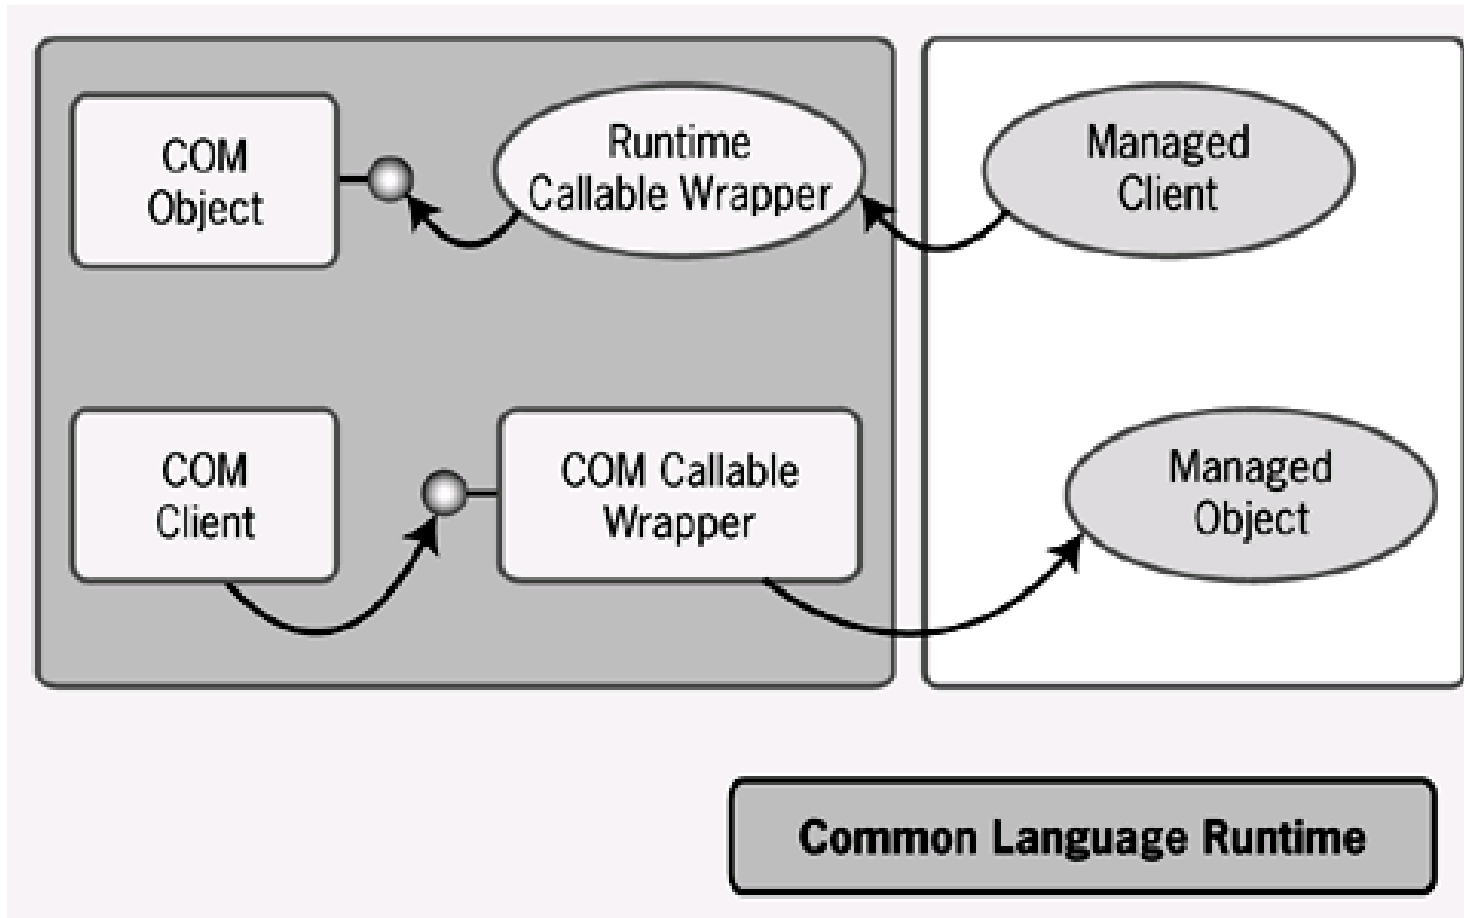 COM
Object
Runtime
Callable Wrapper
Managed
Client
COM
Client
COM Callable
Wrapper
Managed
Object
Common Language Runtime